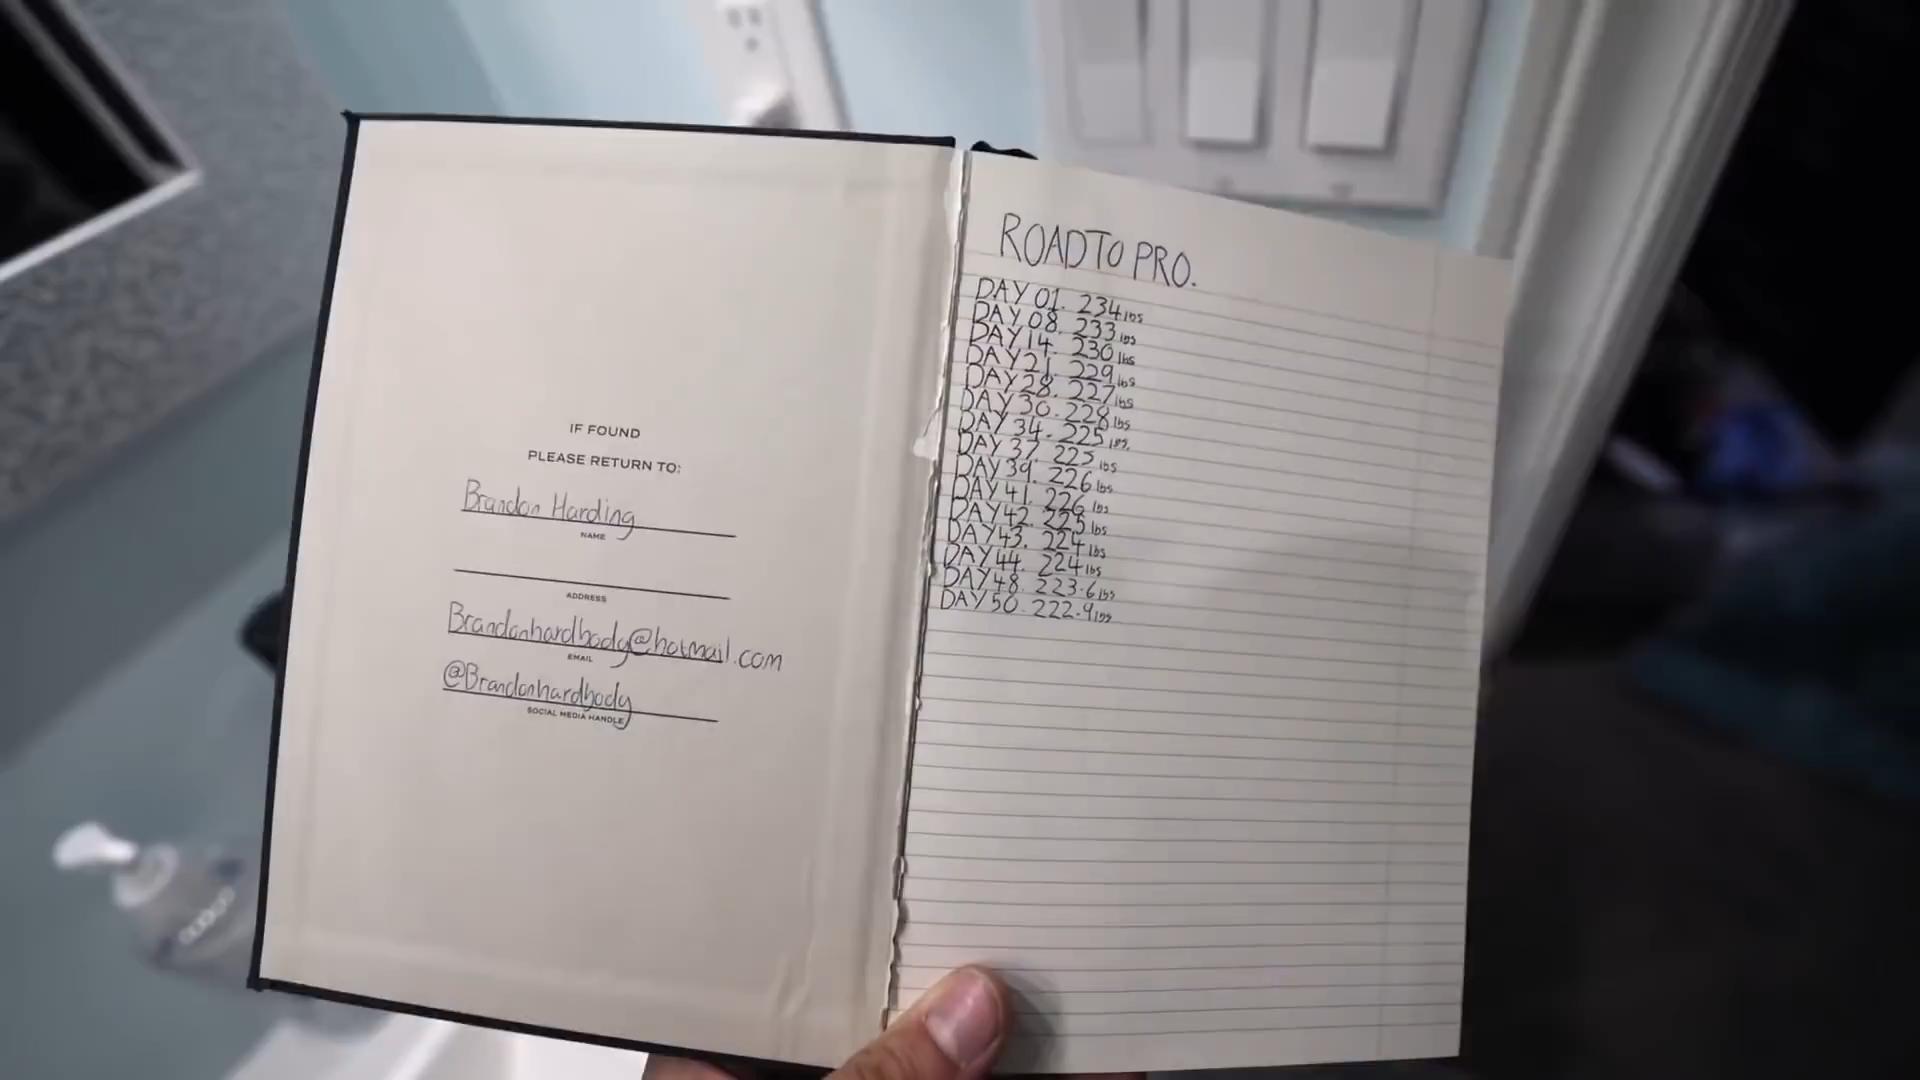 IF FOUND
PLEASE RETURN TO:
Brandon Harding
NAME
ADDRESS
Brandonhardbody@hotmail.com
EMAIL
@Brandonhardbody
SOCIAL MEDIA HANDLE
ROAD TO PRO.
DAY 01. 234 lbs
DAY 08. 233 lbs
DAY 14. 230 lbs
DAY 21. 229 lbs
DAY 28. 227 lbs
DAY 30. 228 lbs
DAY 34. 225 lbs.
DAY 37. 225 lbs
DAY 39. 226 lbs
DAY 41. 226 lbs
DAY 42. 225 lbs
DAY 43. 224 lbs
DAY 44. 224 lbs
DAY 48. 223.6 lbs
DAY 50. 222.9 lbs